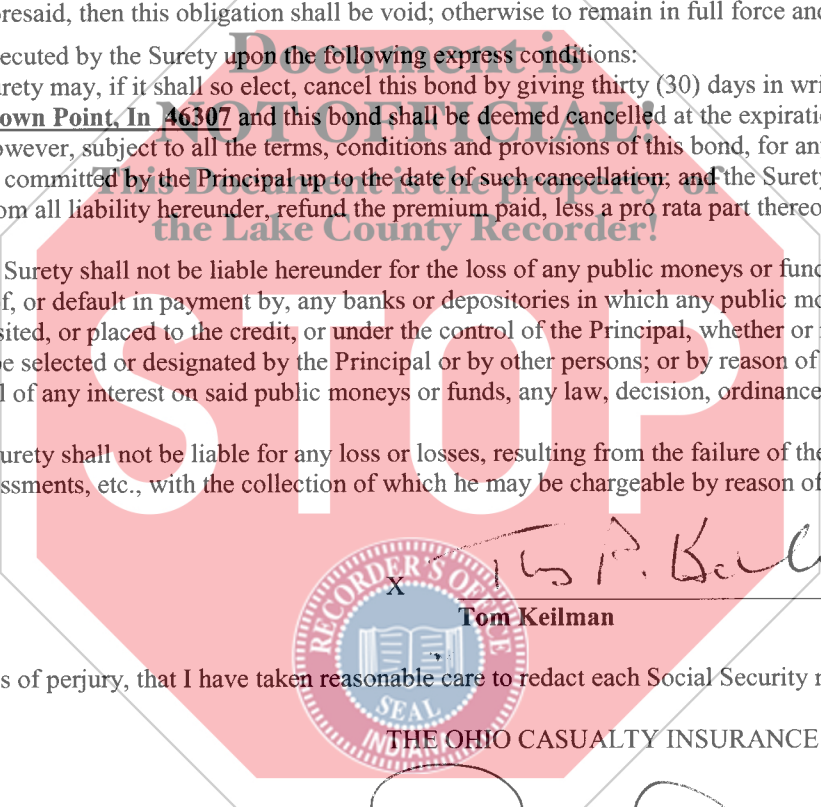 resaid, then this obligation shall be void; otherwise to remain in full force and
ecuted by the Surety upon the following express conditions:
Document is
urety may, if it shall so elect, cancel this bond by giving thirty (30) days in wri
NOT OFFICIAL!
own Point, In 46307 and this bond shall be deemed cancelled at the expiratio
owever, subject to all the terms, conditions and provisions of this bond, for an
This Document is the property of
committed by the Principal up to the date of such cancellation; and the Surety
om all liability hereunder, refund the premium paid, less a pro rata part thereo
the Lake County Recorder!
Surety shall not be liable hereunder for the loss of any public moneys or fund
f, or default in payment by, any banks or depositories in which any public mo
sited, or placed to the credit, or under the control of the Principal, whether or
be selected or designated by the Principal or by other persons; or by reason of
l of any interest on said public moneys or funds, any law, decision, ordinance
STOP
urety shall not be liable for any loss or losses, resulting from the failure of the
ssments, etc., with the collection of which he may be chargeable by reason of
X
Tom Keilman
RECORDER'S OFFICE
SEAL
INDIANA
s of perjury, that I have taken reasonable care to redact each Social Security n
THE OHIO CASUALTY INSURANCE